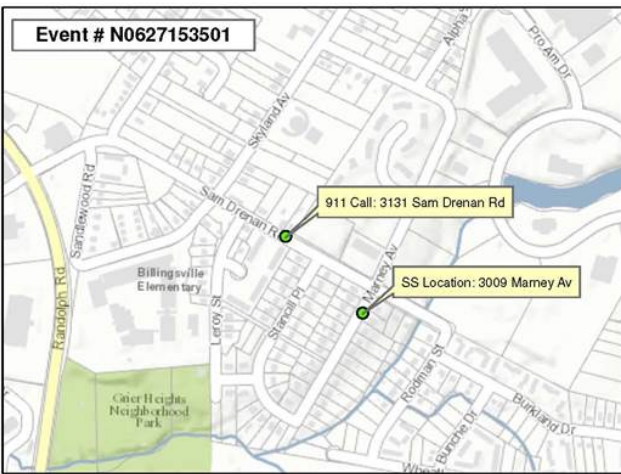 Event # N0627153501
Alpha S
Pro Am Dr
Skyland Av
Sandlewood Rd
911 Call: 3131 Sam Drenan Rd
Sam Drenan R
Marney Av
SS Location: 3009 Marney Av
Billingsville
Elementary
Randolph Rd
Leroy St
Stancill Pl
Rodman St
Grier Heights
Neighborhood
Park
Burkland Dr
Bunche Dr
Wheat